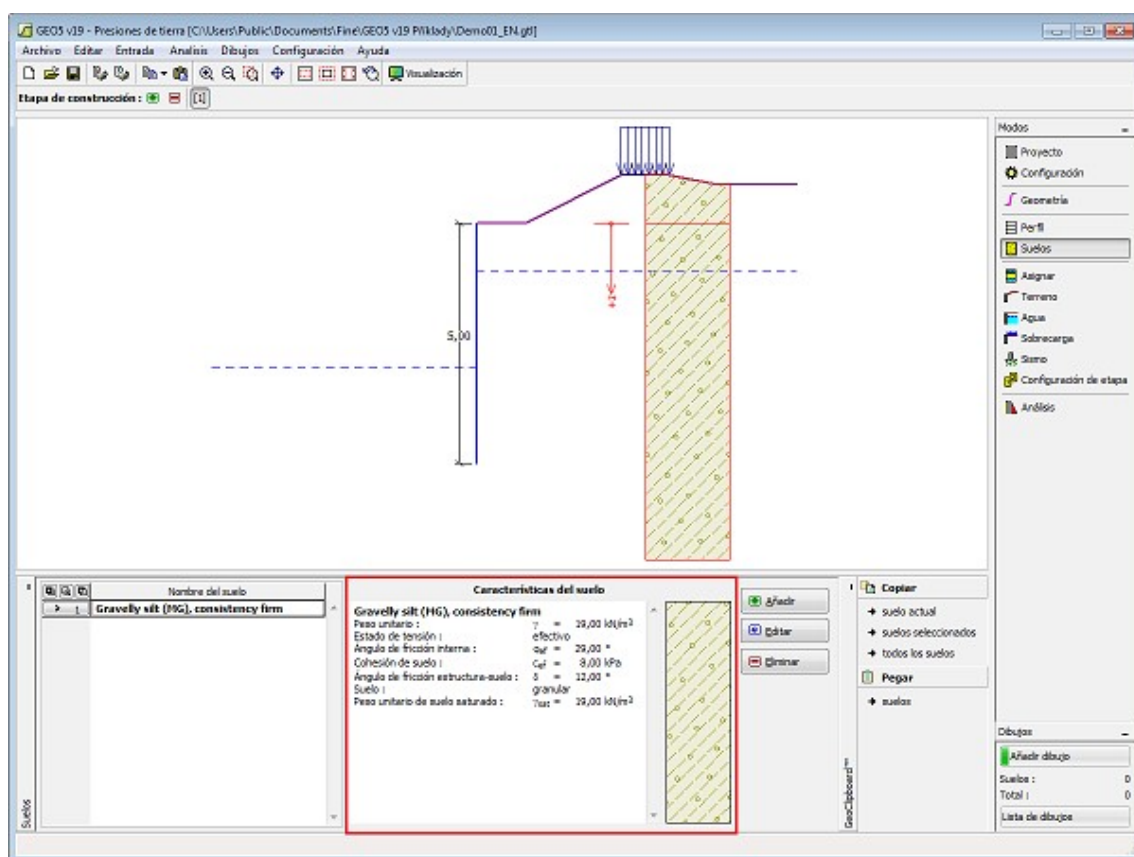 GEO5 v19 - Presiones de tierra [C:\Users\Public\Documents\Fine\GEO5 v19 Příklady\Demo01_EN.gtl]
Archivo Editar Entrada Analisis Dibujos Configuración Ayuda
Visualización
Etapa de construcción : [1]
5,00
+z
Modos
Proyecto
Configuración
Geometría
Perfil
Suelos
Asignar
Terreno
Agua
Sobrecarga
Sismo
Configuración de etapa
Análisis
Dibujos
Añadir dibujo
Suelos : 0
Total : 0
Lista de dibujos
Suelos
Nombre del suelo
> 1 Gravelly silt (MG), consistency firm
Características del suelo
Gravelly silt (MG), consistency firm
Peso unitario : γ = 19,00 kN/m³
Estado de tensión : efectivo
Ángulo de fricción interna : φef = 29,00 °
Cohesión de suelo : cef = 8,00 kPa
Ángulo de fricción estructura-suelo : δ = 12,00 °
Suelo : granular
Peso unitario de suelo saturado : γsat = 19,00 kN/m³
Añadir
Editar
Eliminar
GeoClipboard™
Copiar
suelo actual
suelos seleccionados
todos los suelos
Pegar
suelos